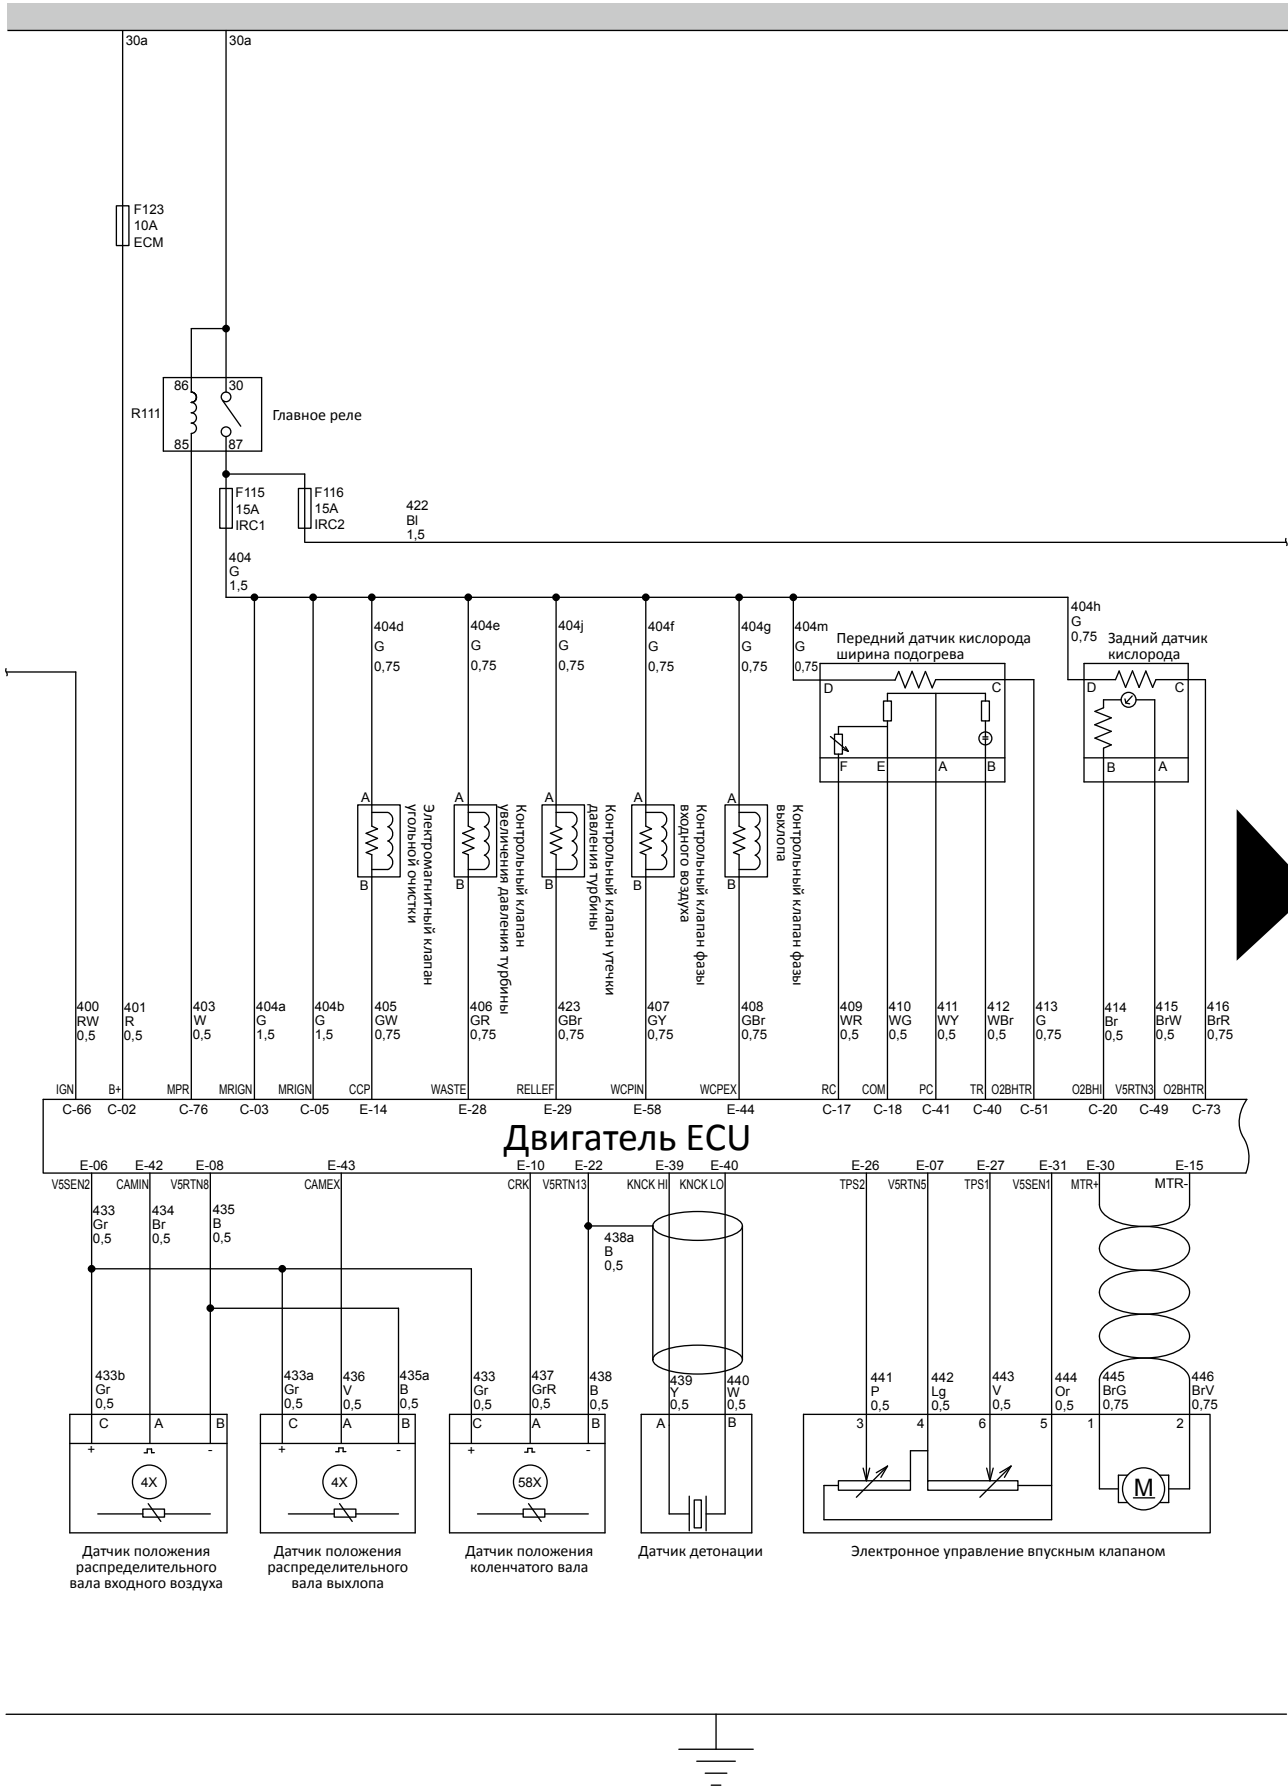 30a
30a
F123
10A
ECM
86
30
R111
Главное реле
85
87
F115
15A
IRC1
F116
15A
IRC2
422
Bl
1,5
404
G
1,5
404d
G
0,75
404e
G
0,75
404j
G
0,75
404f
G
0,75
404g
G
0,75
404m
G
0,75
404h
G
0,75
Передний датчик кислорода
ширина подогрева
D
C
F
E
A
B
Задний датчик
кислорода
D
C
B
A
A
B
Электромагнитный клапан
угольной очистки
A
B
Контрольный клапан
увеличения давления турбины
A
B
Контрольный клапан утечки
давления турбины
A
B
Контрольный клапан фазы
входного воздуха
A
B
Контрольный клапан фазы
выхлопа
400
RW
0,5
401
R
0,5
403
W
0,5
404a
G
1,5
404b
G
1,5
405
GW
0,75
406
GR
0,75
423
GBr
0,75
407
GY
0,75
408
GBr
0,75
409
WR
0,5
410
WG
0,5
411
WY
0,5
412
WBr
0,5
413
G
0,75
414
Br
0,5
415
BrW
0,5
416
BrR
0,75
IGN B+ MPR MRIGN MRIGN CCP WASTE RELLEF WCPIN WCPEX RC COM PC TR O2BHTR O2BHI V5RTN3 O2BHTR
C-66 C-02 C-76 C-03 C-05 E-14 E-28 E-29 E-58 E-44 C-17 C-18 C-41 C-40 C-51 C-20 C-49 C-73
Двигатель ECU
E-06 E-42 E-08 E-43 E-10 E-22 E-39 E-40 E-26 E-07 E-27 E-31 E-30 E-15
V5SEN2 CAMIN V5RTN8 CAMEX CRK V5RTN13 KNCK HI KNCK LO TPS2 V5RTN5 TPS1 V5SEN1 MTR+ MTR-
433
Gr
0,5
434
Br
0,5
435
B
0,5
438a
B
0,5
433b
Gr
0,5
433a
Gr
0,5
436
V
0,5
435a
B
0,5
433
Gr
0,5
437
GrR
0,5
438
B
0,5
439
Y
0,5
440
W
0,5
441
P
0,5
442
Lg
0,5
443
V
0,5
444
Or
0,5
445
BrG
0,75
446
BrV
0,75
C A B
+ -
4X
C A B
+ -
4X
C A B
+ -
58X
A B
3 4 6 5 1 2
M
Датчик положения
распределительного
вала входного воздуха
Датчик положения
распределительного
вала выхлопа
Датчик положения
коленчатого вала
Датчик детонации
Электронное управление впускным клапаном